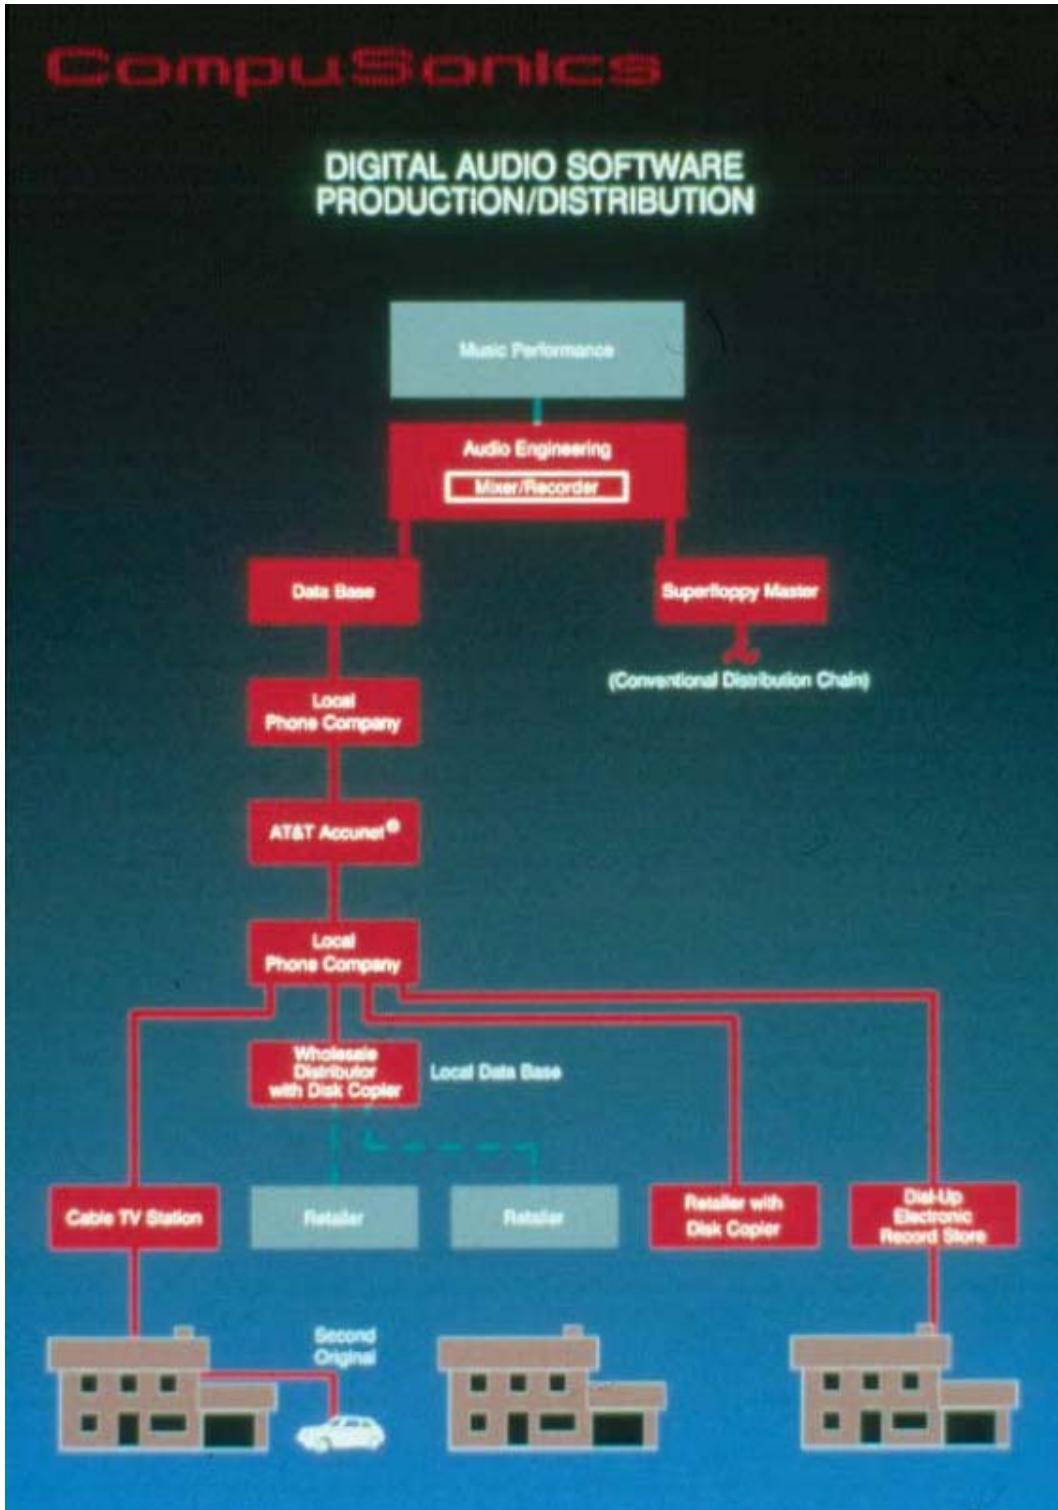 CompuSonics
DIGITAL AUDIO SOFTWARE
PRODUCTION/DISTRIBUTION
Music Performance
Audio Engineering
Mixer/Recorder
Data Base
Superfloppy Master
(Conventional Distribution Chain)
Local
Phone Company
AT&T Accunet®
Local
Phone Company
Wholesale
Distributor
with Disk Copier
Local Data Base
Cable TV Station
Retailer
Retailer
Retailer with
Disk Copier
Dial-Up
Electronic
Record Store
Second
Original